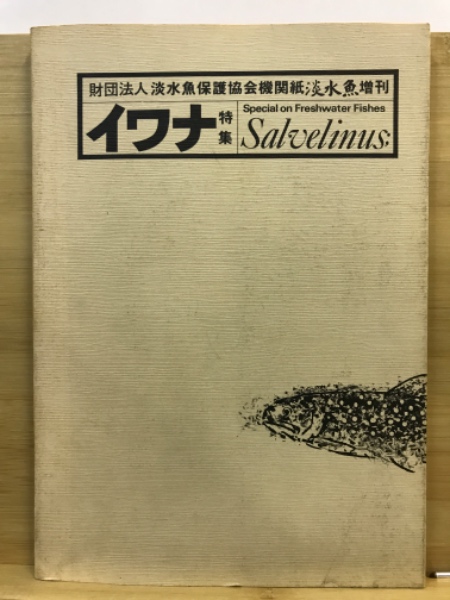 財団法人淡水魚保護協会機関紙淡水魚増刊
イワナ特集
Special on Freshwater Fishes
Salvelinus;